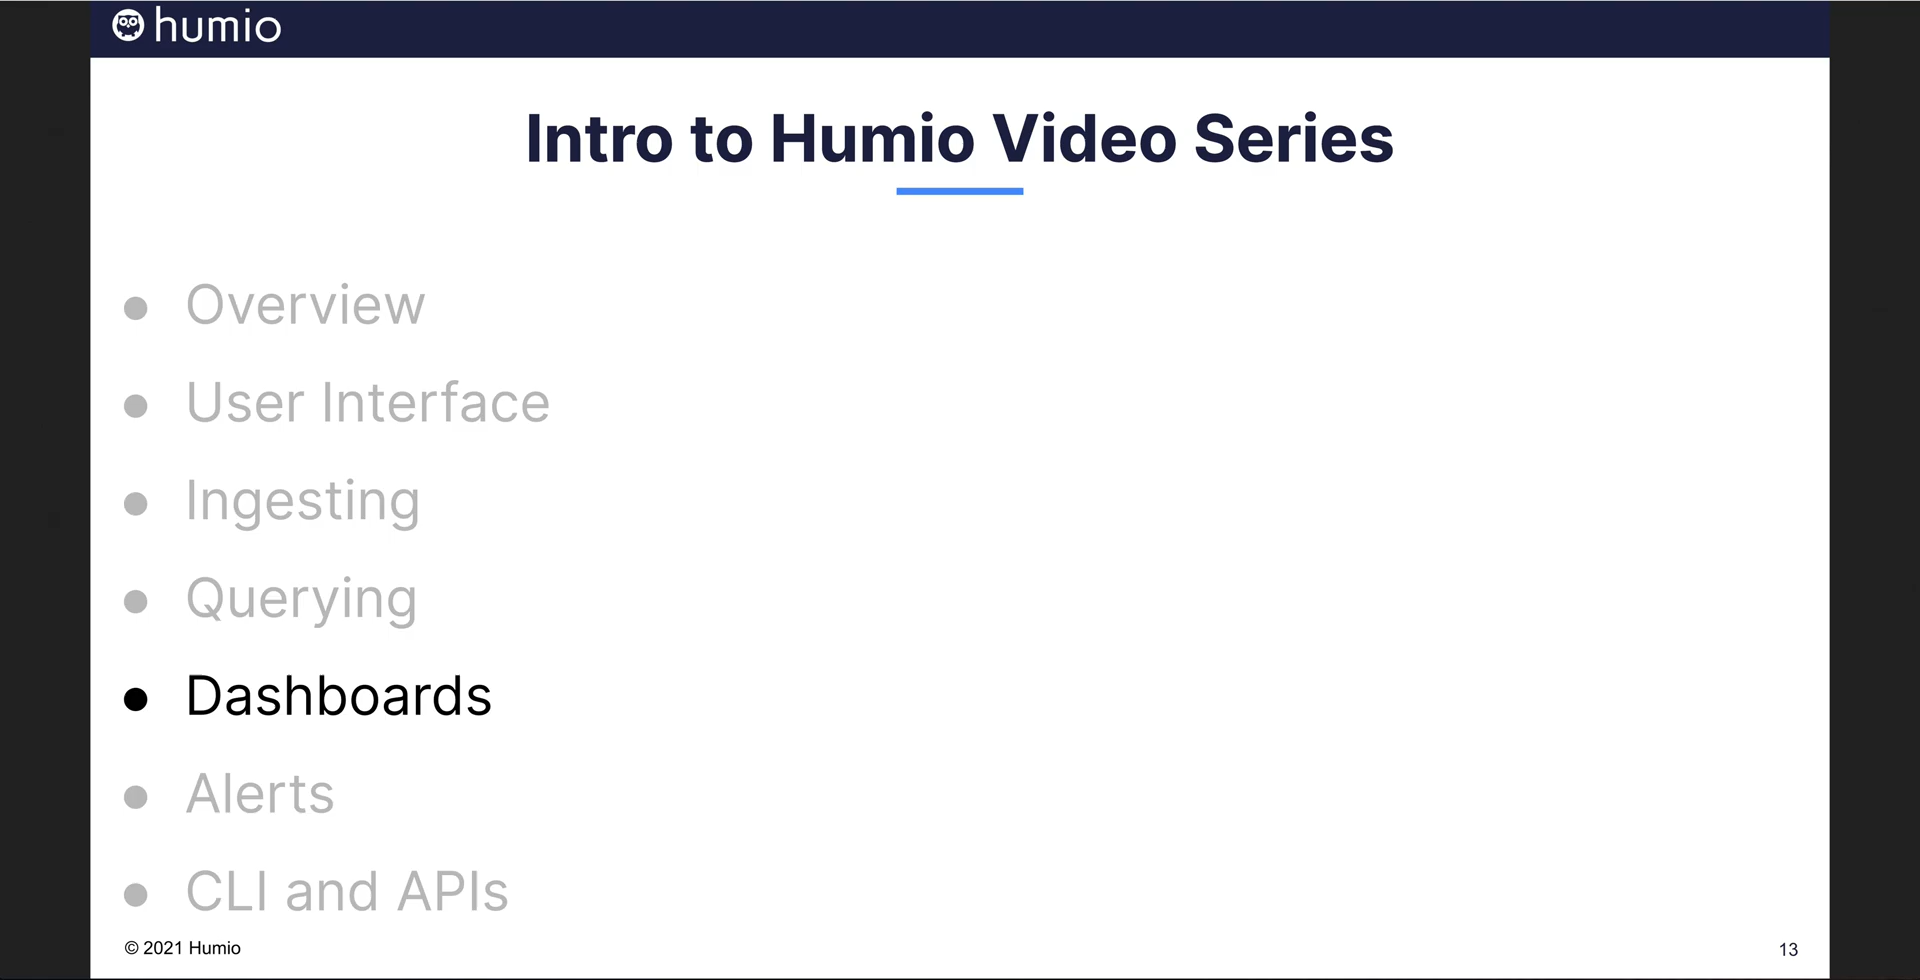 humio
Intro to Humio Video Series
● Overview
● User Interface
● Ingesting
● Querying
● Dashboards
● Alerts
● CLI and APIs
© 2021 Humio
13